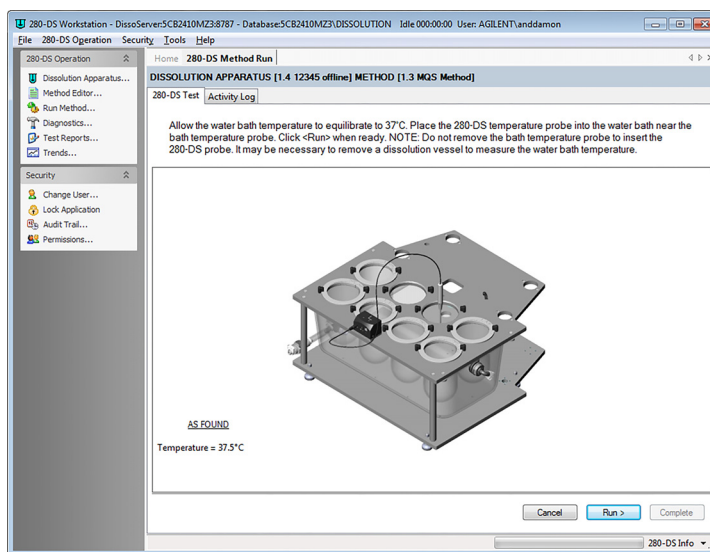 280-DS Workstation - DissoServer:5CB2410MZ3:8787 - Database:5CB2410MZ3\DISSOLUTION Idle 000:00:00 User: AGILENT\anddamon
File 280-DS Operation Security Tools Help
280-DS Operation
Dissolution Apparatus...
Method Editor...
Run Method...
Diagnostics...
Test Reports...
Trends...
Security
Change User...
Lock Application
Audit Trail...
Permissions...
Home 280-DS Method Run
DISSOLUTION APPARATUS [1.4 12345 offline] METHOD [1.3 MQS Method]
280-DS Test Activity Log
Allow the water bath temperature to equilibrate to 37°C. Place the 280-DS temperature probe into the water bath near the
bath temperature probe. Click <Run> when ready. NOTE: Do not remove the bath temperature probe to insert the
280-DS probe. It may be necessary to remove a dissolution vessel to measure the water bath temperature.
AS FOUND
Temperature = 37.5°C
Cancel Run > Complete
280-DS Info